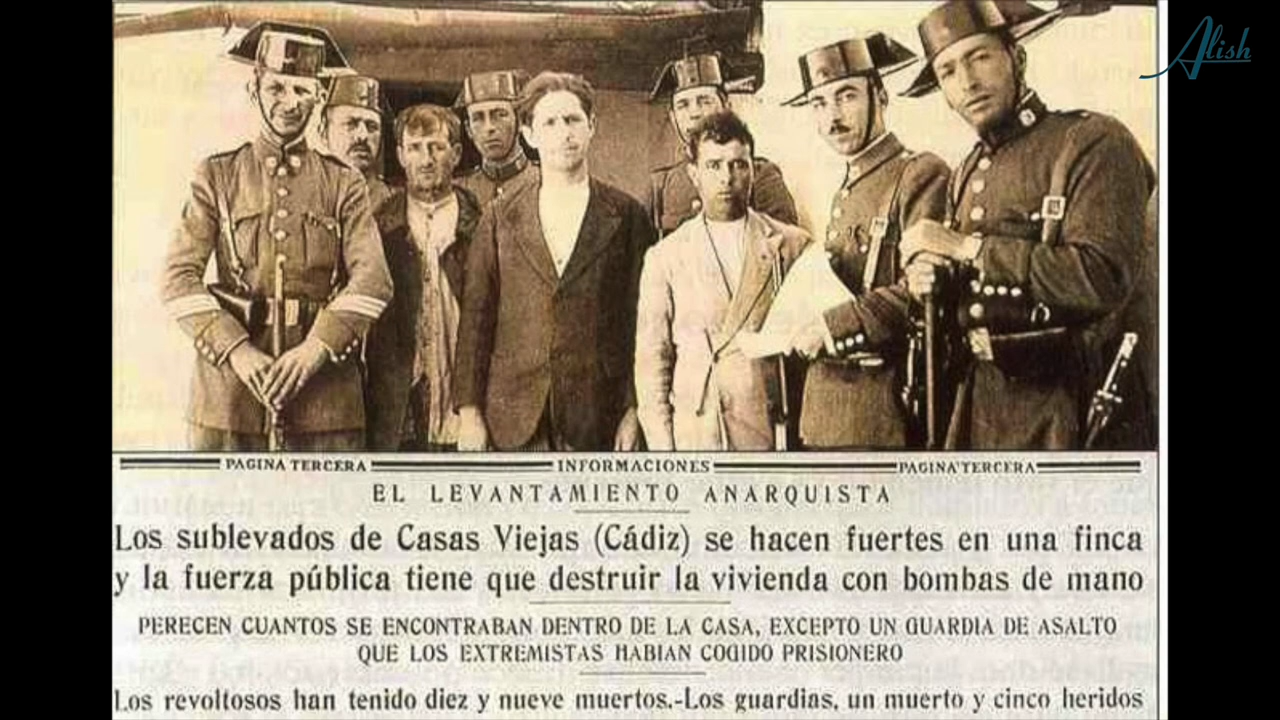 Alish
PAGINA TERCERA INFORMACIONES PAGINA TERCERA
EL LEVANTAMIENTO ANARQUISTA
Los sublevados de Casas Viejas (Cádiz) se hacen fuertes en una finca
y la fuerza pública tiene que destruir la vivienda con bombas de mano
PERECEN CUANTOS SE ENCONTRABAN DENTRO DE LA CASA, EXCEPTO UN GUARDIA DE ASALTO
QUE LOS EXTREMISTAS HABIAN COGIDO PRISIONERO
Los revoltosos han tenido diez y nueve muertos.-Los guardias, un muerto y cinco heridos